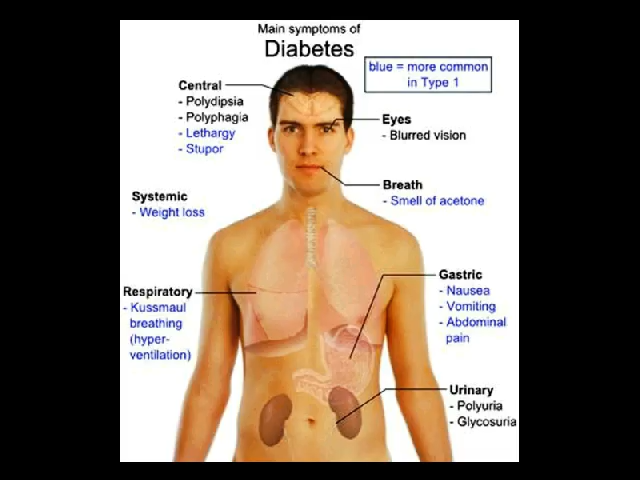 Main symptoms of
Diabetes
blue = more common
in Type 1
Central
- Polydipsia
- Polyphagia
- Lethargy
- Stupor
Eyes
- Blurred vision
Breath
- Smell of acetone
Systemic
- Weight loss
Respiratory
- Kussmaul
breathing
(hyper-
ventilation)
Gastric
- Nausea
- Vomiting
- Abdominal
pain
Urinary
- Polyuria
- Glycosuria